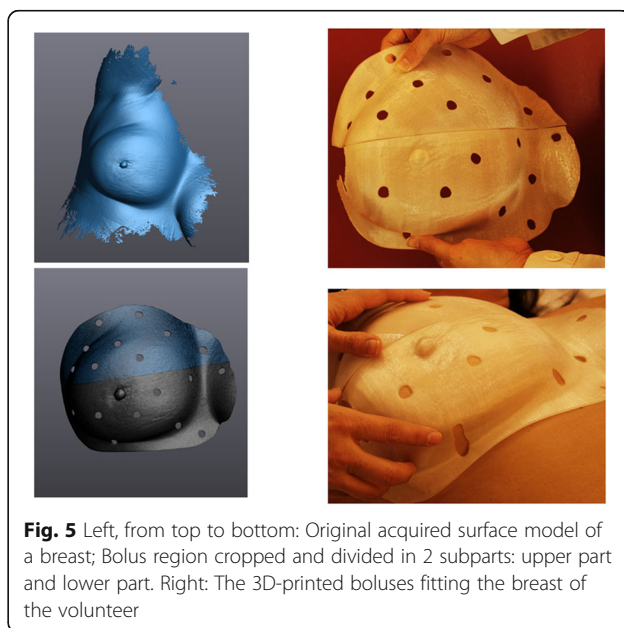 Fig. 5 Left, from top to bottom: Original acquired surface model of
a breast; Bolus region cropped and divided in 2 subparts: upper part
and lower part. Right: The 3D-printed boluses fitting the breast of
the volunteer